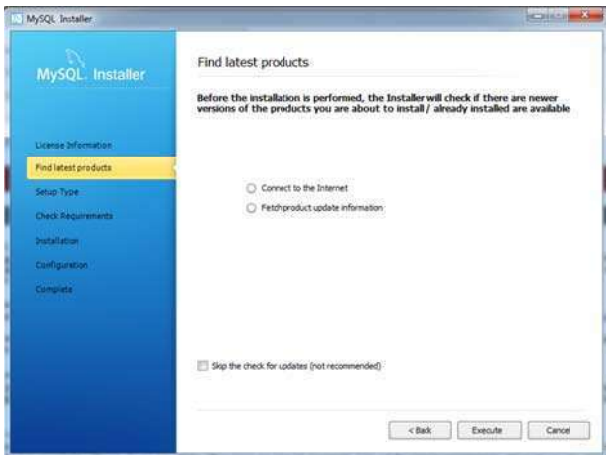 MySQL Installer
MySQL. Installer
License Information
Find latest products
Setup Type
Check Requirements
Installation
Configuration
Complete
Find latest products
Before the installation is performed, the Installer will check if there are newer
versions of the products you are about to install / already installed are available
Connect to the Internet
Fetchproduct update information
Skip the check for updates (not recommended)
< Back
Execute
Cancel